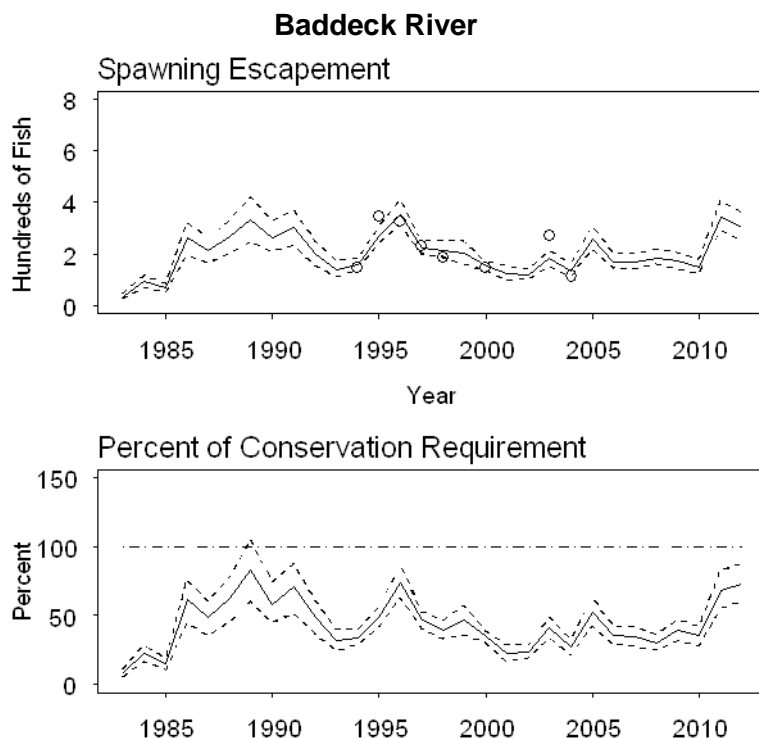 Baddeck River
Spawning Escapement
Hundreds of Fish
8
6
4
2
0
1985 1990 1995 2000 2005 2010
Year
Percent of Conservation Requirement
Percent
150
100
50
0
1985 1990 1995 2000 2005 2010